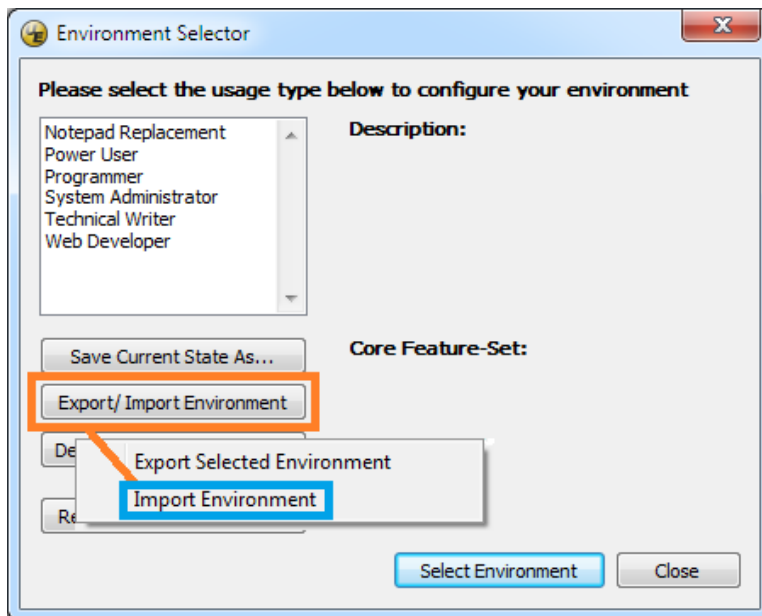 Environment Selector
Please select the usage type below to configure your environment
Notepad Replacement
Power User
Programmer
System Administrator
Technical Writer
Web Developer
Description:
Save Current State As...
Core Feature-Set:
Export/ Import Environment
De
Export Selected Environment
Import Environment
Re
Select Environment
Close